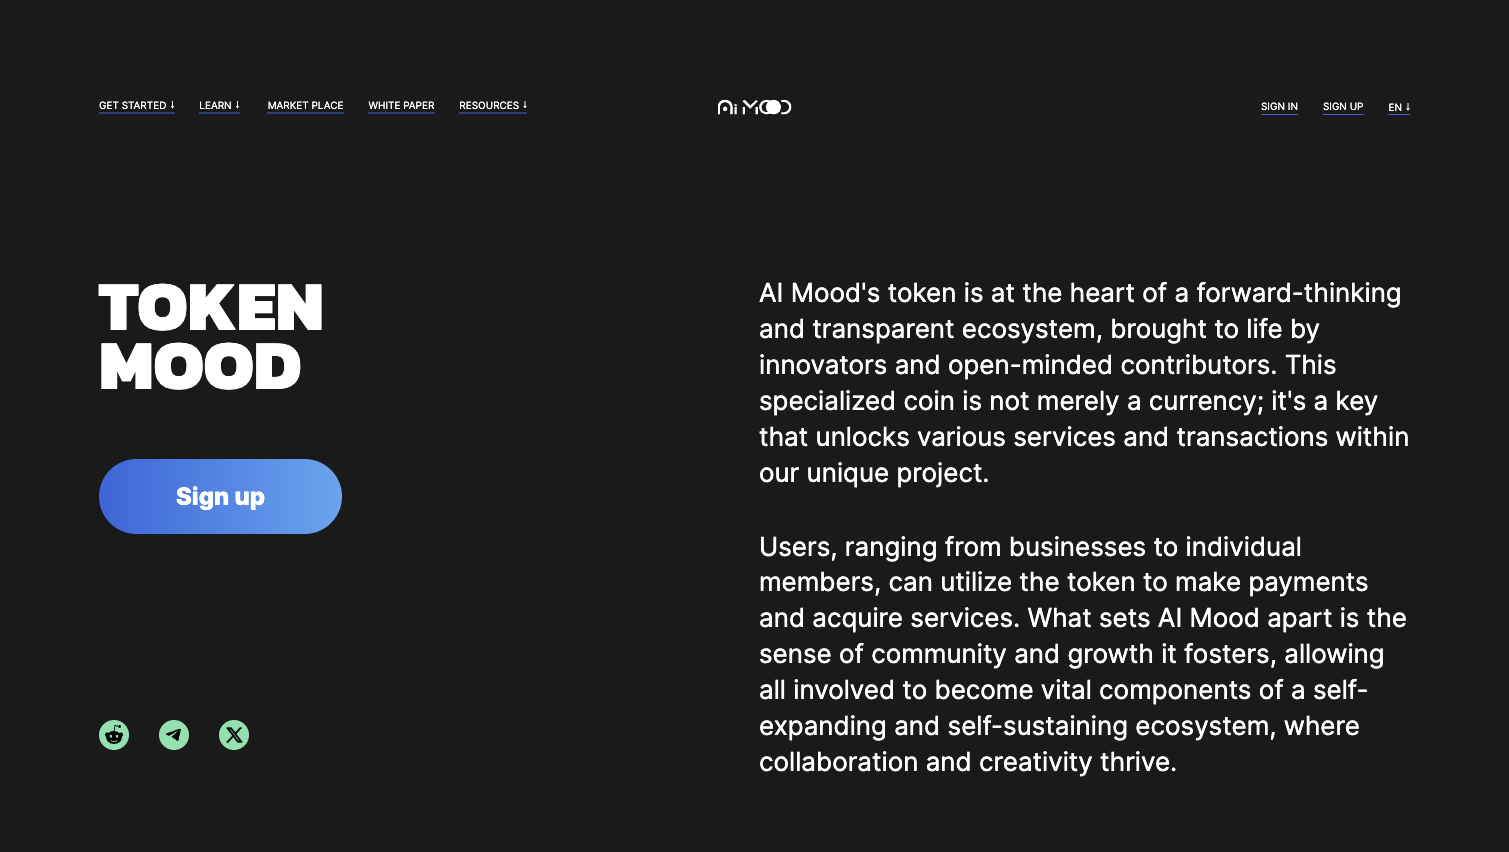 GET STARTED ↓ LEARN ↓ MARKET PLACE WHITE PAPER RESOURCES ↓ Ai MOOD SIGN IN SIGN UP EN ↓
TOKEN
MOOD
Sign up
AI Mood's token is at the heart of a forward-thinking
and transparent ecosystem, brought to life by
innovators and open-minded contributors. This
specialized coin is not merely a currency; it's a key
that unlocks various services and transactions within
our unique project.
Users, ranging from businesses to individual
members, can utilize the token to make payments
and acquire services. What sets AI Mood apart is the
sense of community and growth it fosters, allowing
all involved to become vital components of a self-
expanding and self-sustaining ecosystem, where
collaboration and creativity thrive.